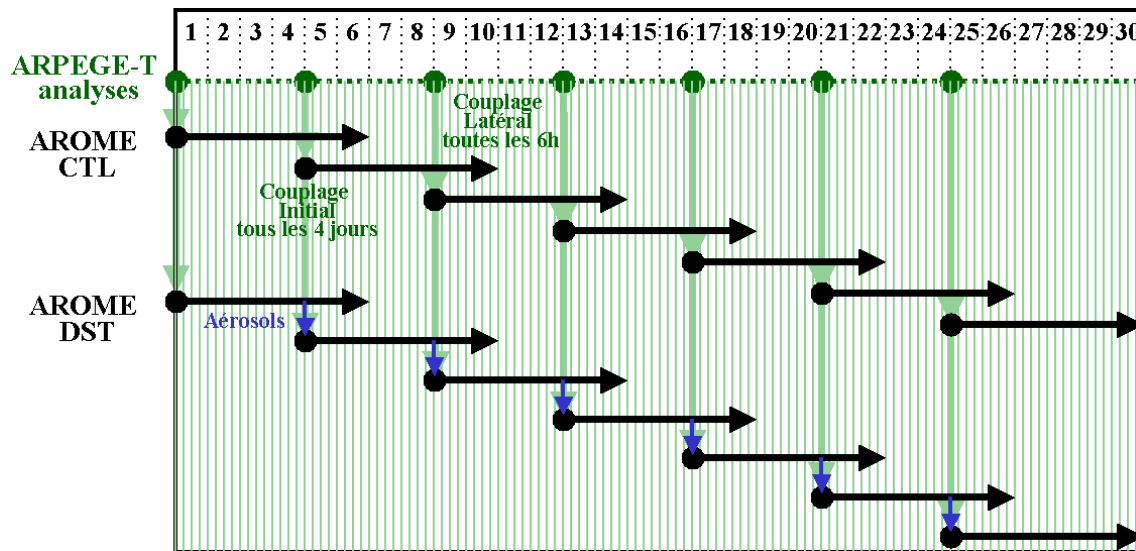 1 2 3 4 5 6 7 8 9 10 11 12 13 14 15 16 17 18 19 20 21 22 23 24 25 26 27 28 29 30
ARPEGE-T
analyses
Couplage
Latéral
toutes les 6h
AROME
CTL
Couplage
Initial
tous les 4 jours
AROME
DST
Aérosols